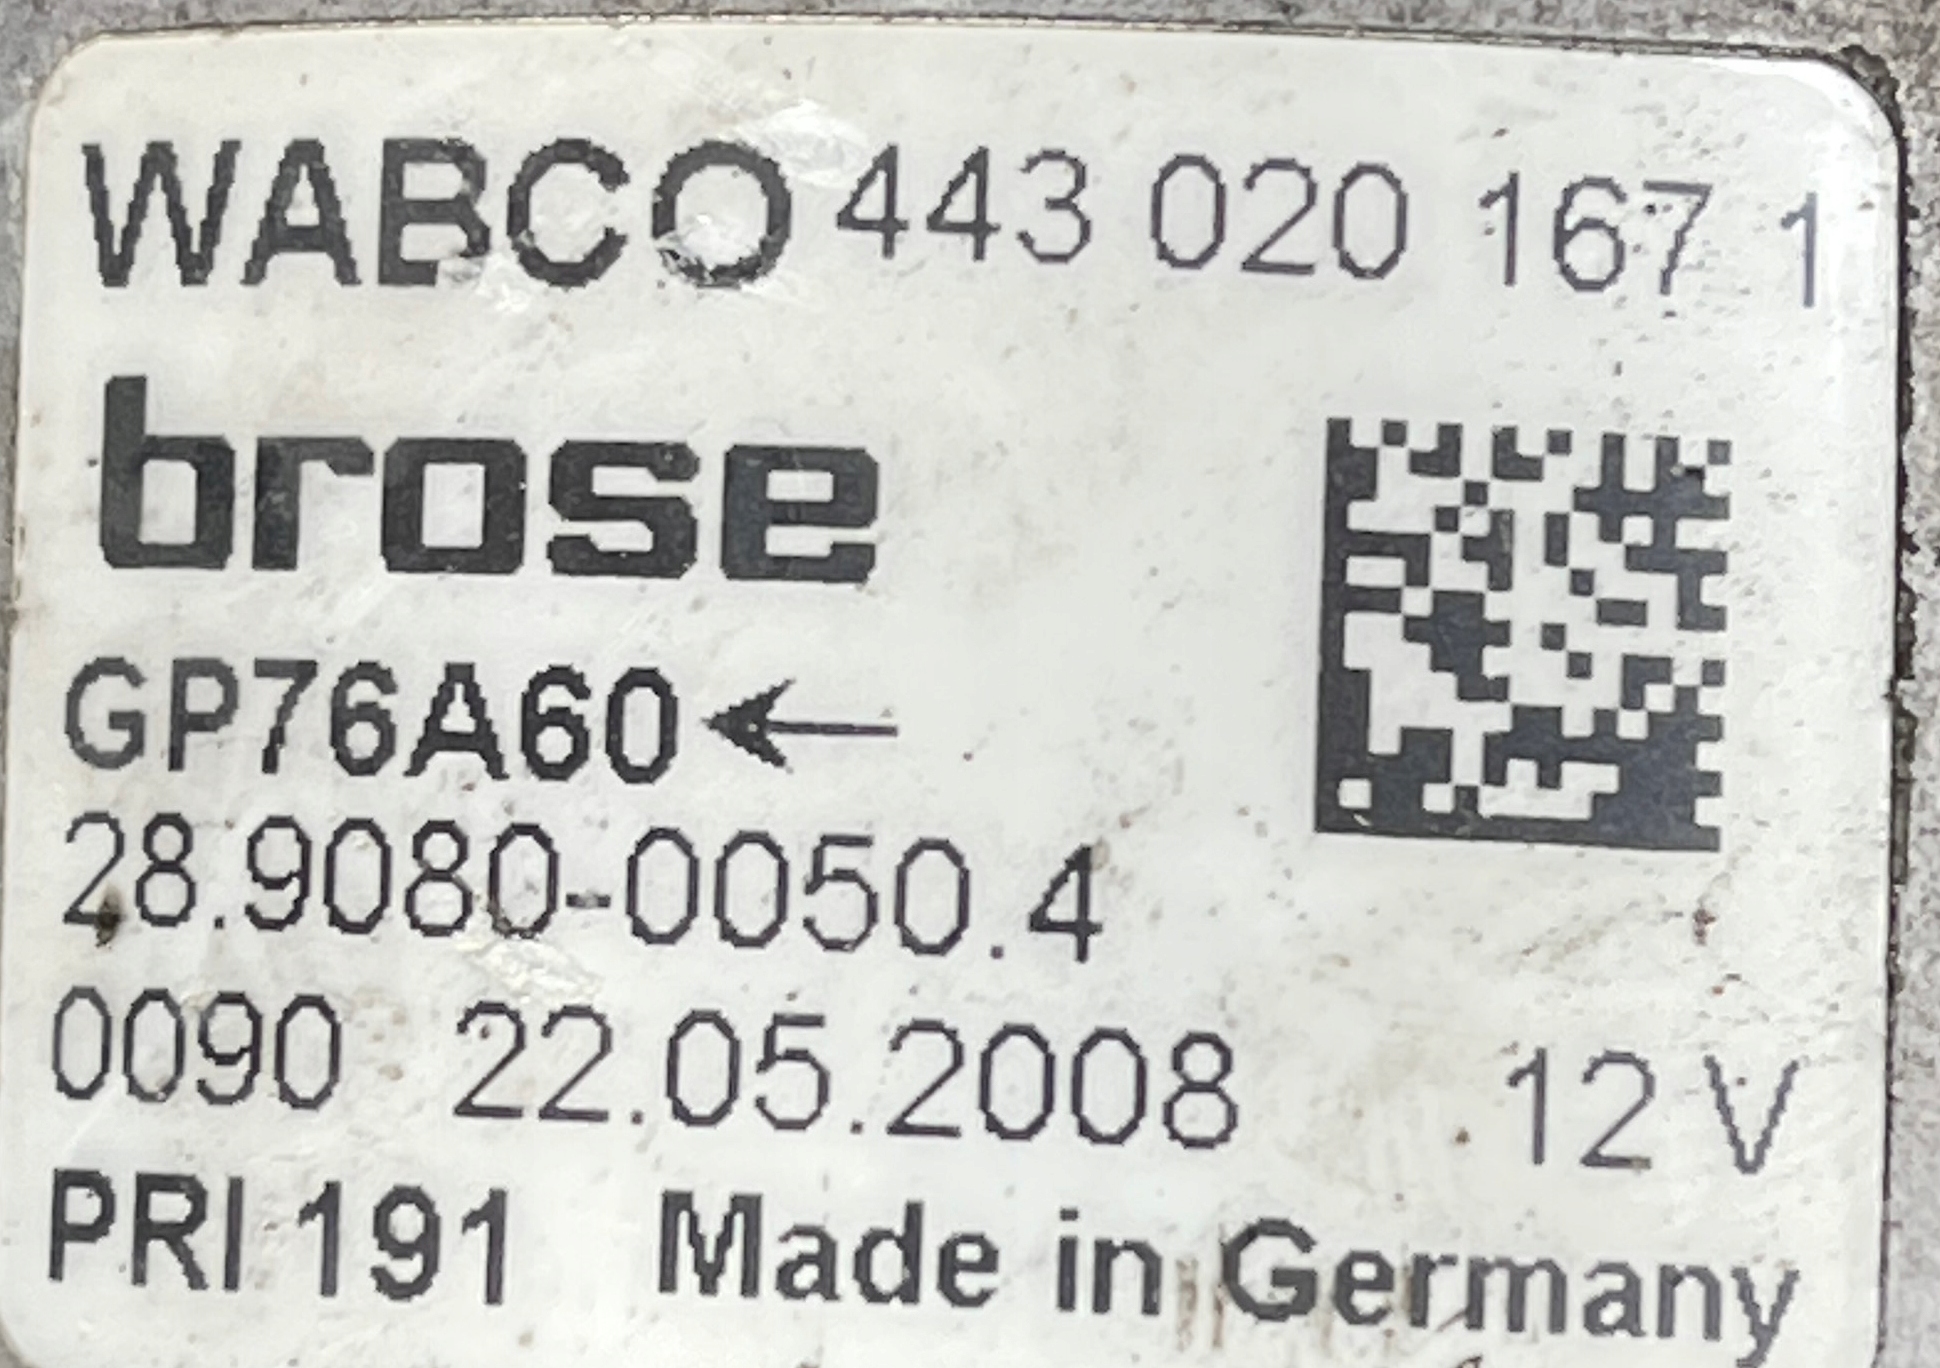 WABCO 443 020 167 1
brose
GP76A60←
28.9080-0050.4
0090 22.05.2008 12 V
PRI 191 Made in Germany